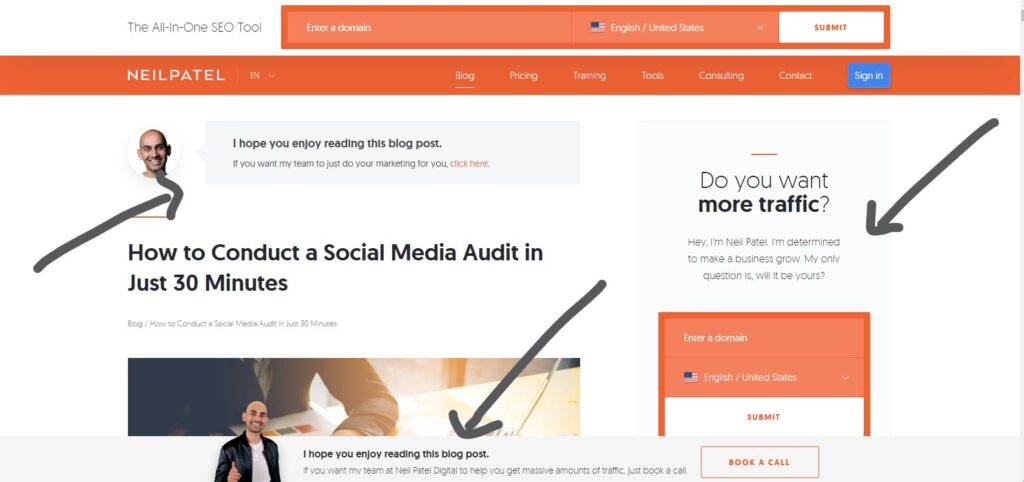 The All-In-One SEO Tool
Enter a domain
English / United States
SUBMIT
NEILPATEL
EN
Blog
Pricing
Training
Tools
Consulting
Contact
Sign in
I hope you enjoy reading this blog post.
If you want my team to just do your marketing for you, click here.
How to Conduct a Social Media Audit in
Just 30 Minutes
Blog / How to Conduct a Social Media Audit in Just 30 Minutes
Do you want
more traffic?
Hey, I'm Neil Patel. I'm determined
to make a business grow. My only
question is, will it be yours?
Enter a domain
English / United States
SUBMIT
I hope you enjoy reading this blog post.
If you want my team at Neil Patel Digital to help you get massive amounts of traffic, just book a call.
BOOK A CALL